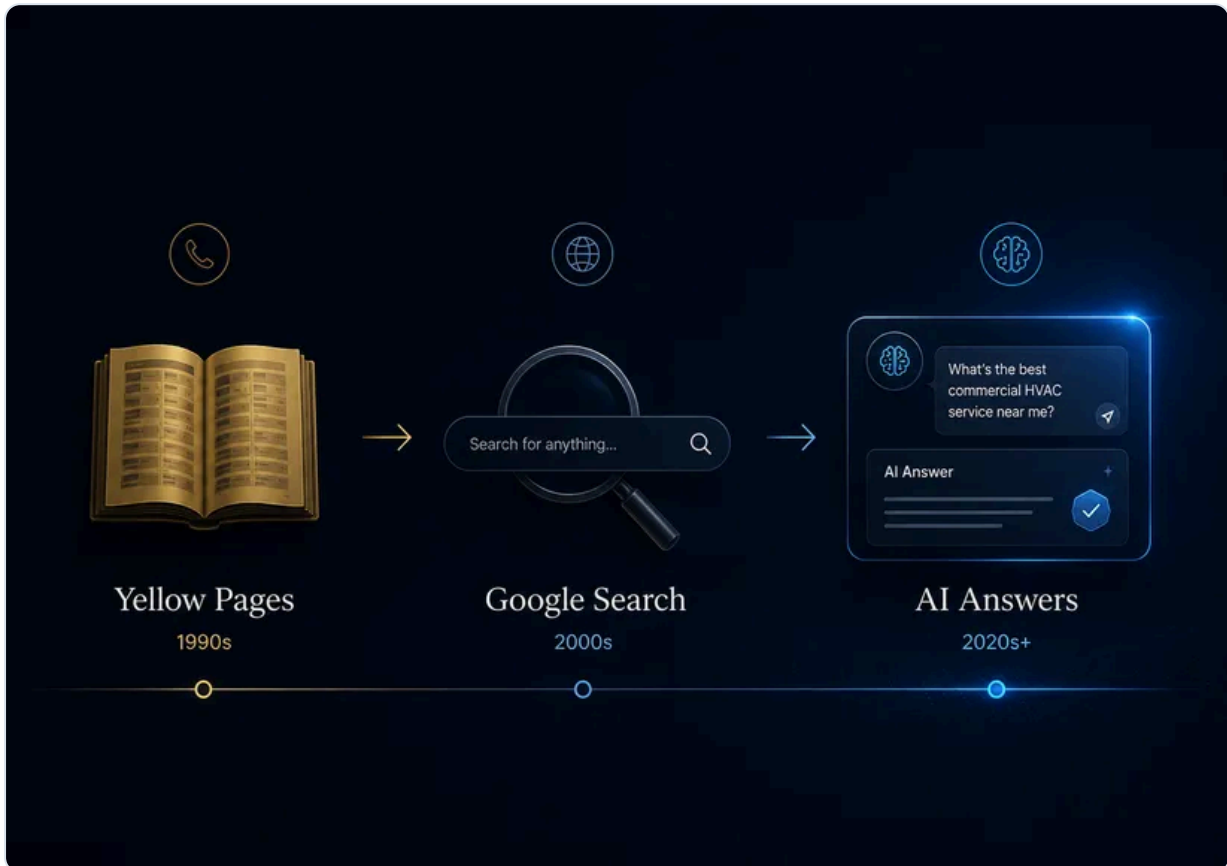 What's the best
commercial HVAC
service near me?
Search for anything...
AI Answer
Yellow Pages
Google Search
AI Answers
1990s
2000s
2020s+